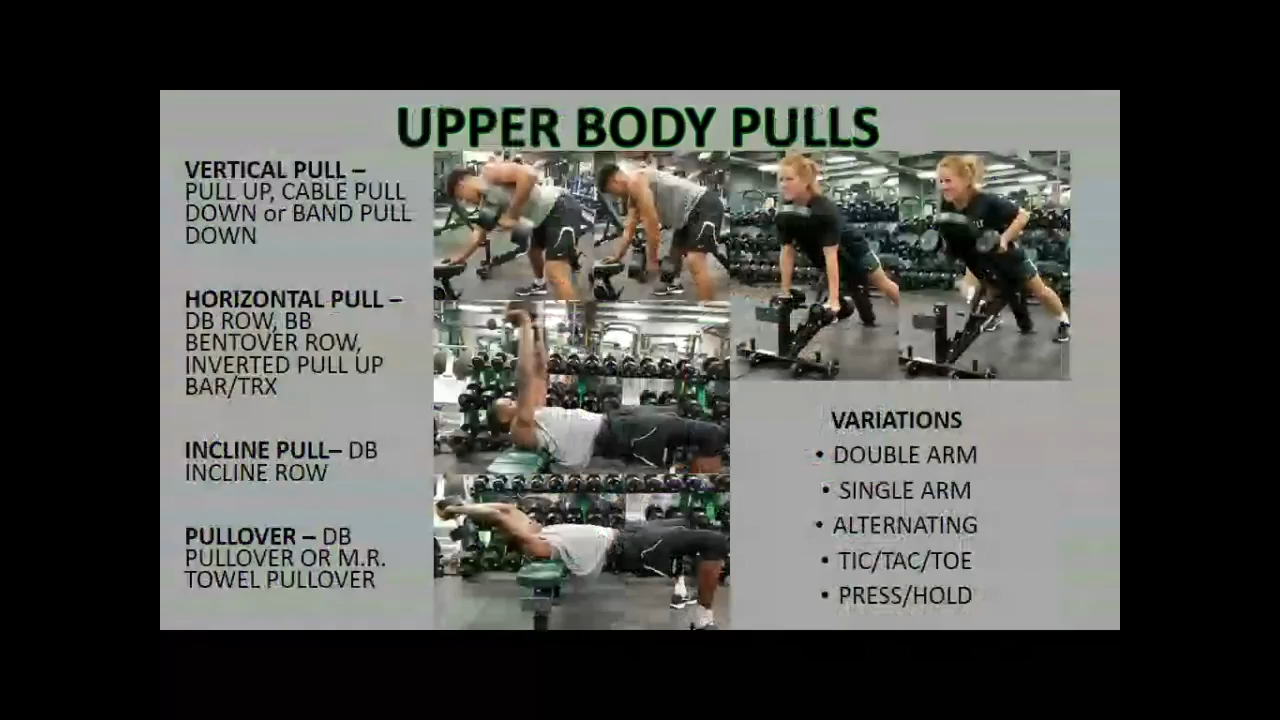 UPPER BODY PULLS
VERTICAL PULL –
PULL UP, CABLE PULL
DOWN or BAND PULL
DOWN
HORIZONTAL PULL –
DB ROW, BB
BENTOVER ROW,
INVERTED PULL UP
BAR/TRX
INCLINE PULL– DB
INCLINE ROW
PULLOVER – DB
PULLOVER OR M.R.
TOWEL PULLOVER
VARIATIONS
• DOUBLE ARM
• SINGLE ARM
• ALTERNATING
• TIC/TAC/TOE
• PRESS/HOLD